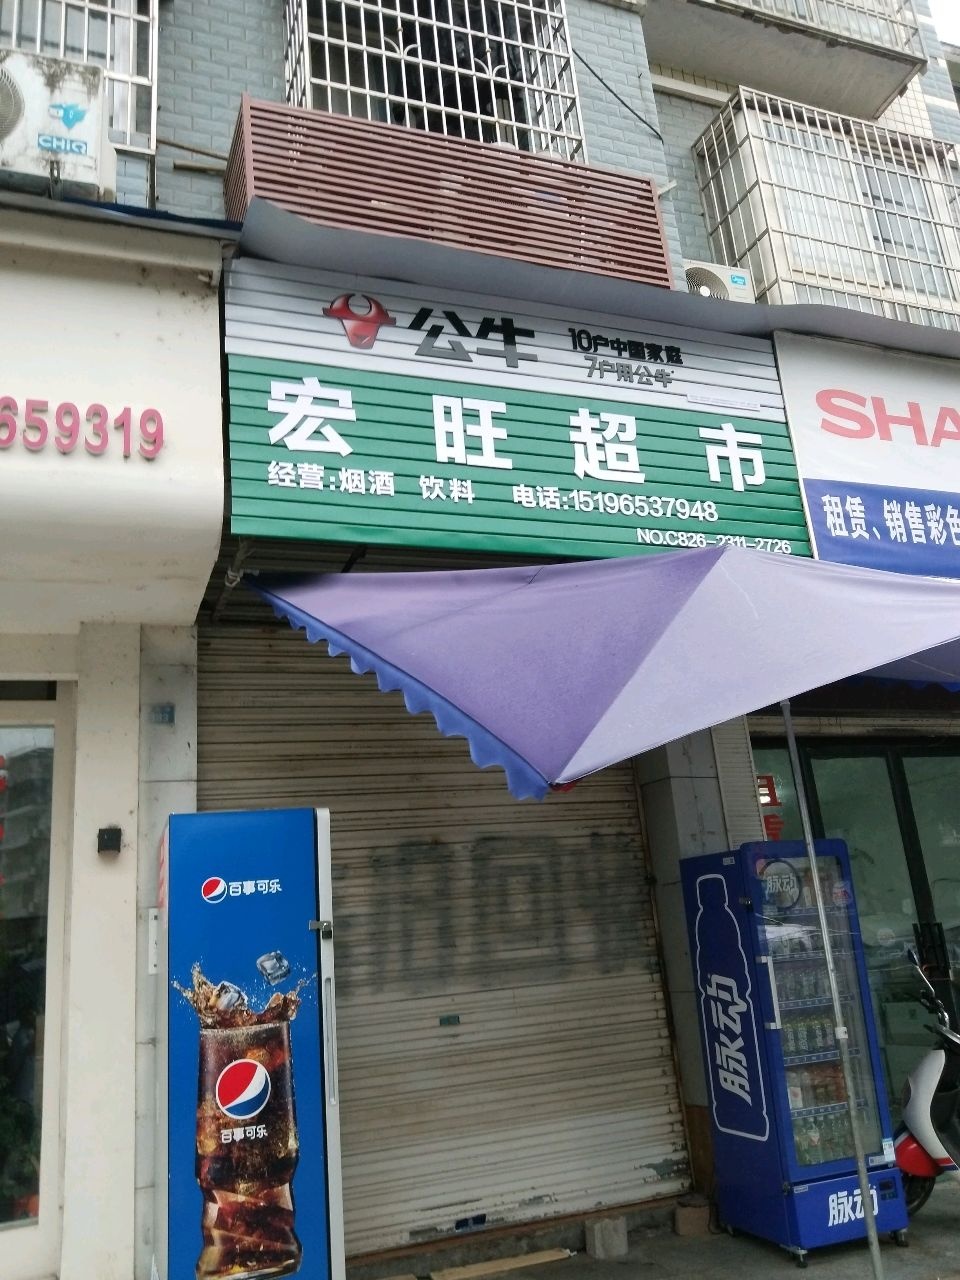 CHIQ
公牛
10户中国家庭
7户用公牛
宏旺超市
经营:烟酒 饮料 电话:15196537948
NO.C826-2311-2726
659319
SHA
租赁、销售彩色
百事可乐
百事可乐
脉动
脉动
脉动